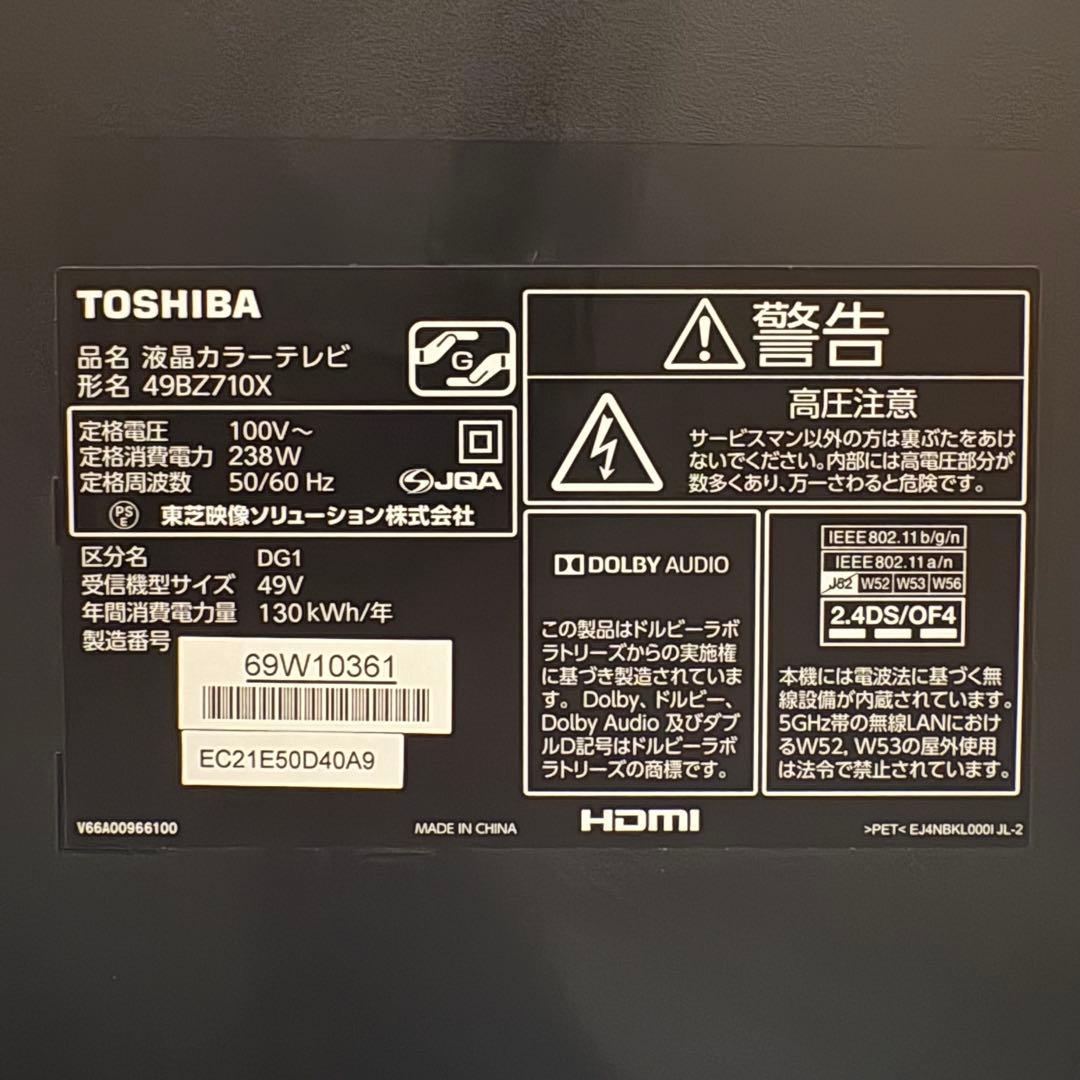 TOSHIBA
品名 液晶カラーテレビ
形名 49BZ710X
G
定格電圧 100V～
定格消費電力 238W
定格周波数 50/60 Hz
JQA
PS
E
東芝映像ソリューション株式会社
区分名 DG1
受信機型サイズ 49V
年間消費電力量 130kWh/年
製造番号
69W10361
EC21E50D40A9
V66A00966100
MADE IN CHINA
警告
高圧注意
サービスマン以外の方は裏ぶたをあけ
ないでください。内部には高電圧部分が
数多くあり、万一さわると危険です。
DOLBY AUDIO
この製品はドルビーラボ
ラトリーズからの実施権
に基づき製造されていま
す。Dolby、ドルビー、
Dolby Audio 及びダブ
ルD記号はドルビーラボ
ラトリーズの商標です。
IEEE802.11b/g/n
IEEE802.11a/n
J52 W52 W53 W56
2.4DS/OF4
本機には電波法に基づく無
線設備が内蔵されています。
5GHz帯の無線LANにおけ
るW52, W53の屋外使用
は法令で禁止されています。
HDMI
>PET< EJ4NBKL000I JL-2